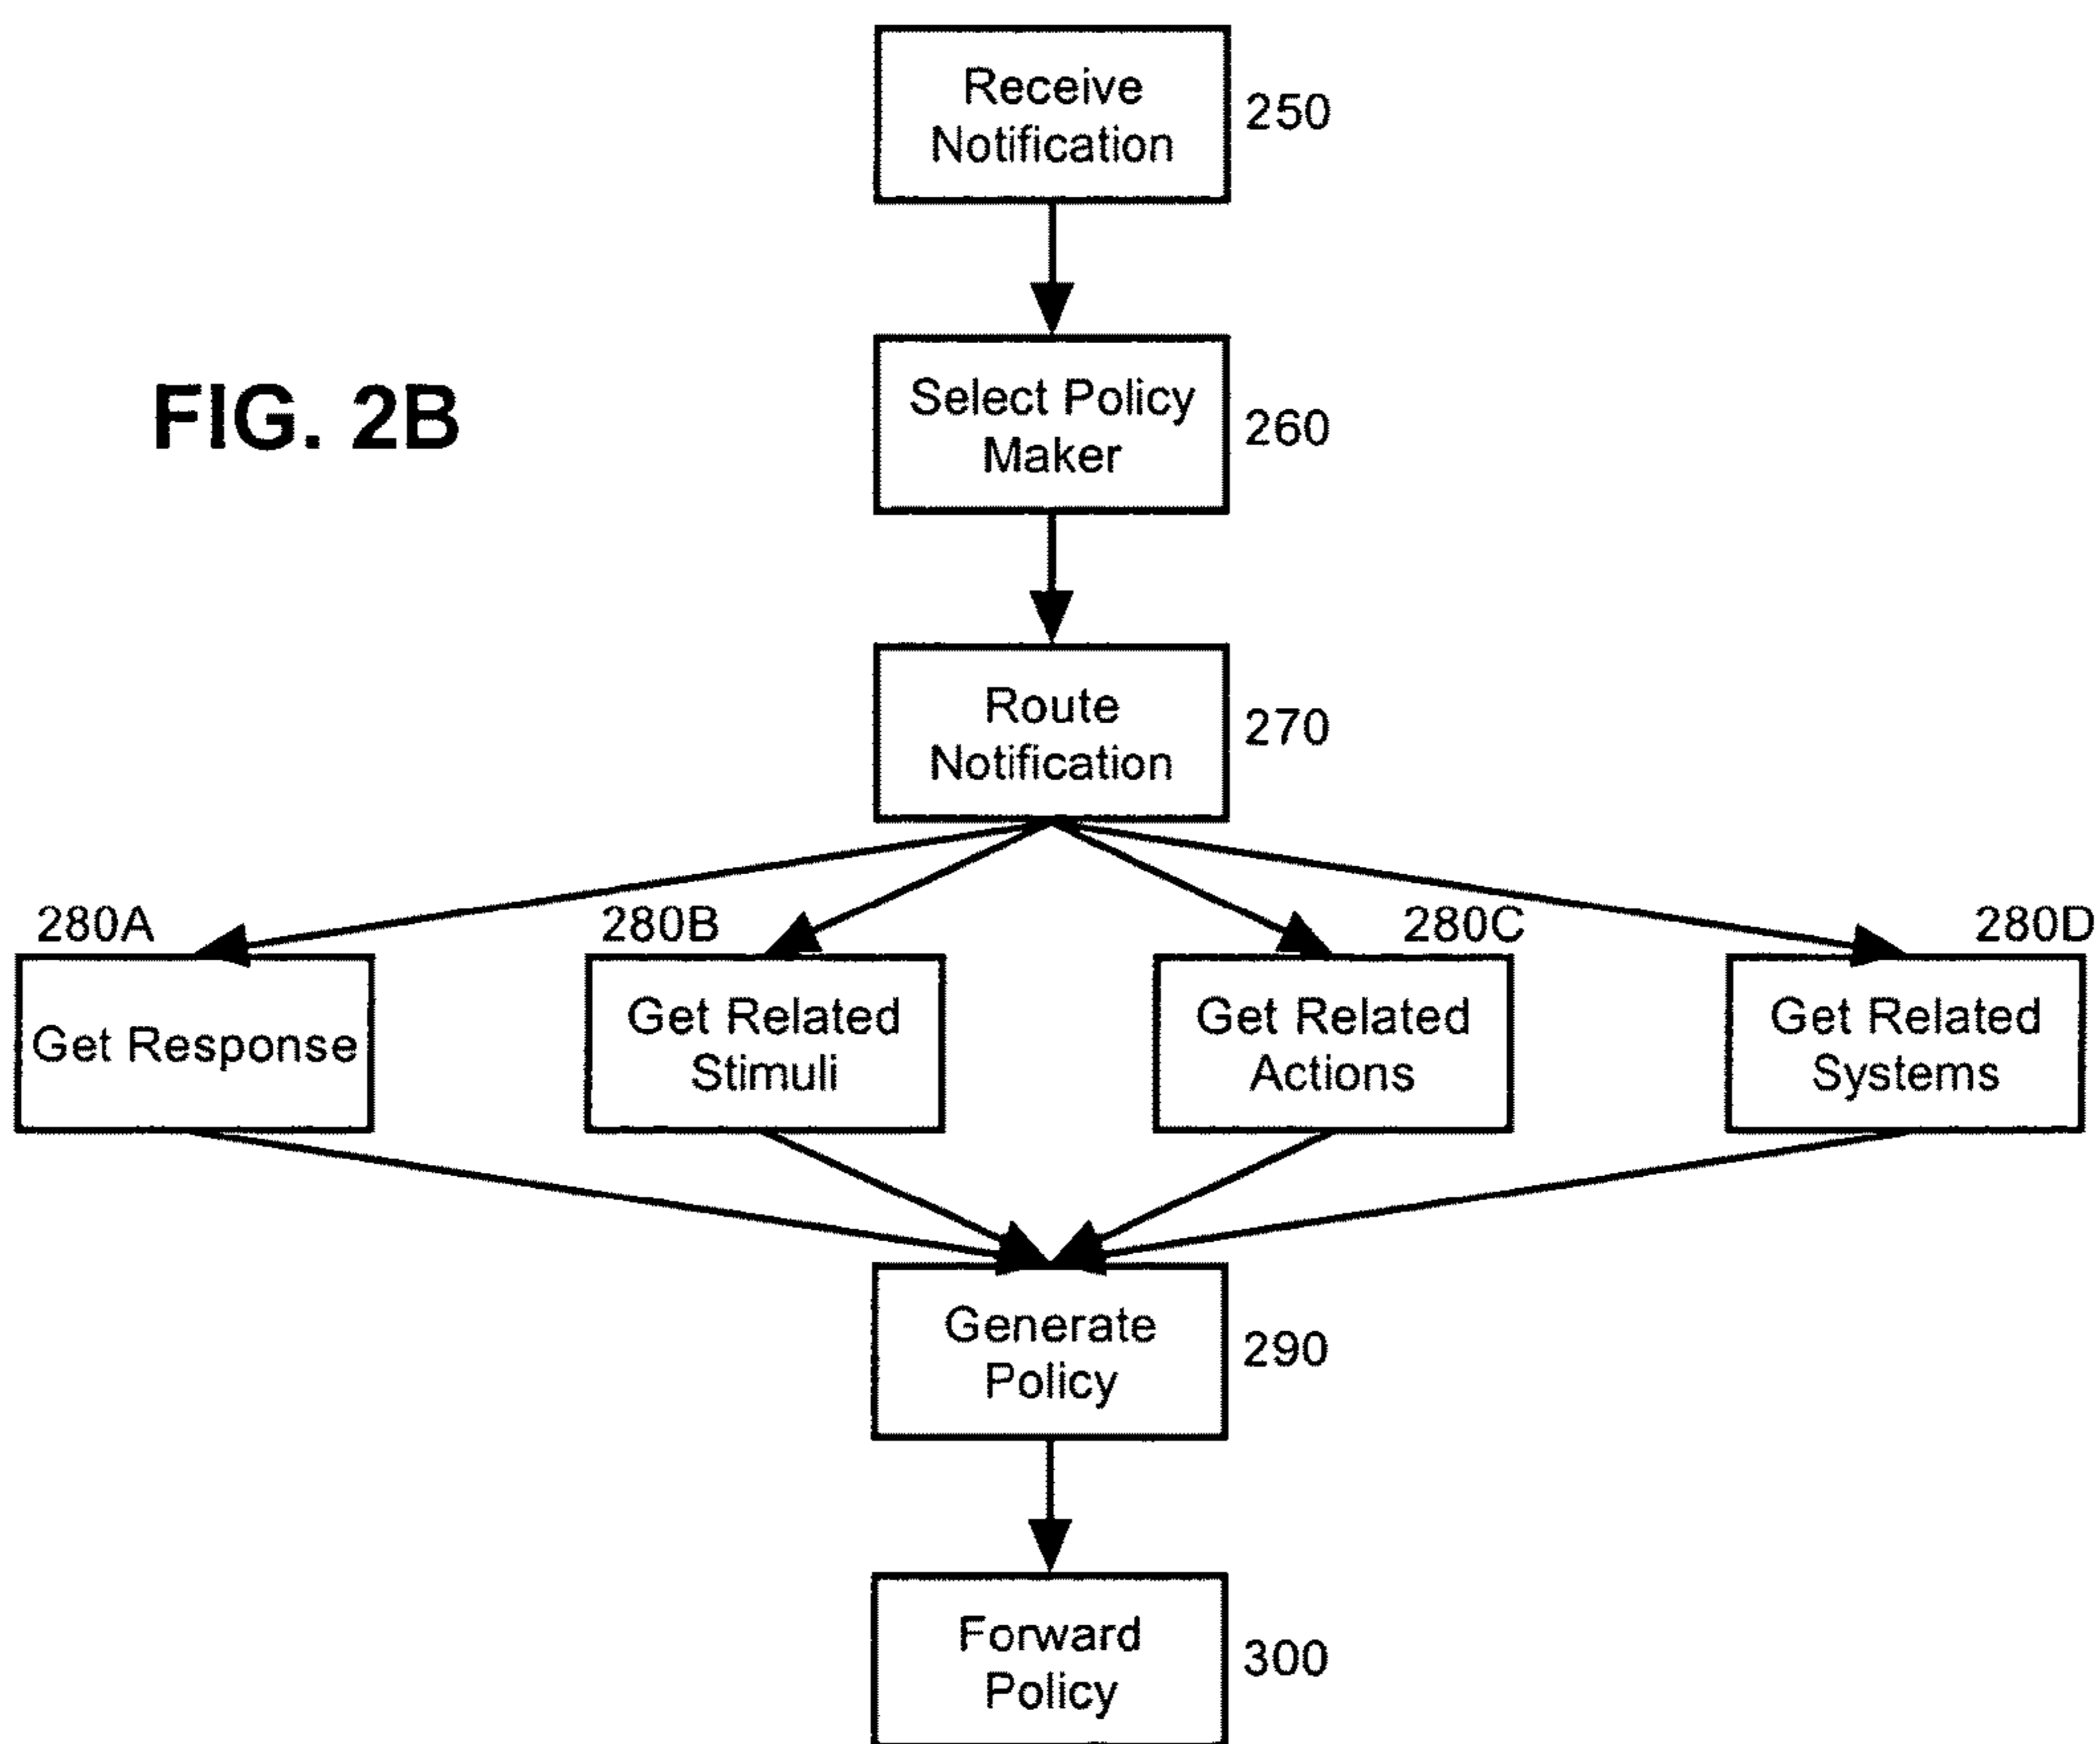 Receive
Notification
250
FIG. 2B
Select Policy
Maker
260
Route
Notification
270
280A
280B
280C
280D
Get Response
Get Related
Stimuli
Get Related
Actions
Get Related
Systems
Generate
Policy
290
Forward
Policy
300